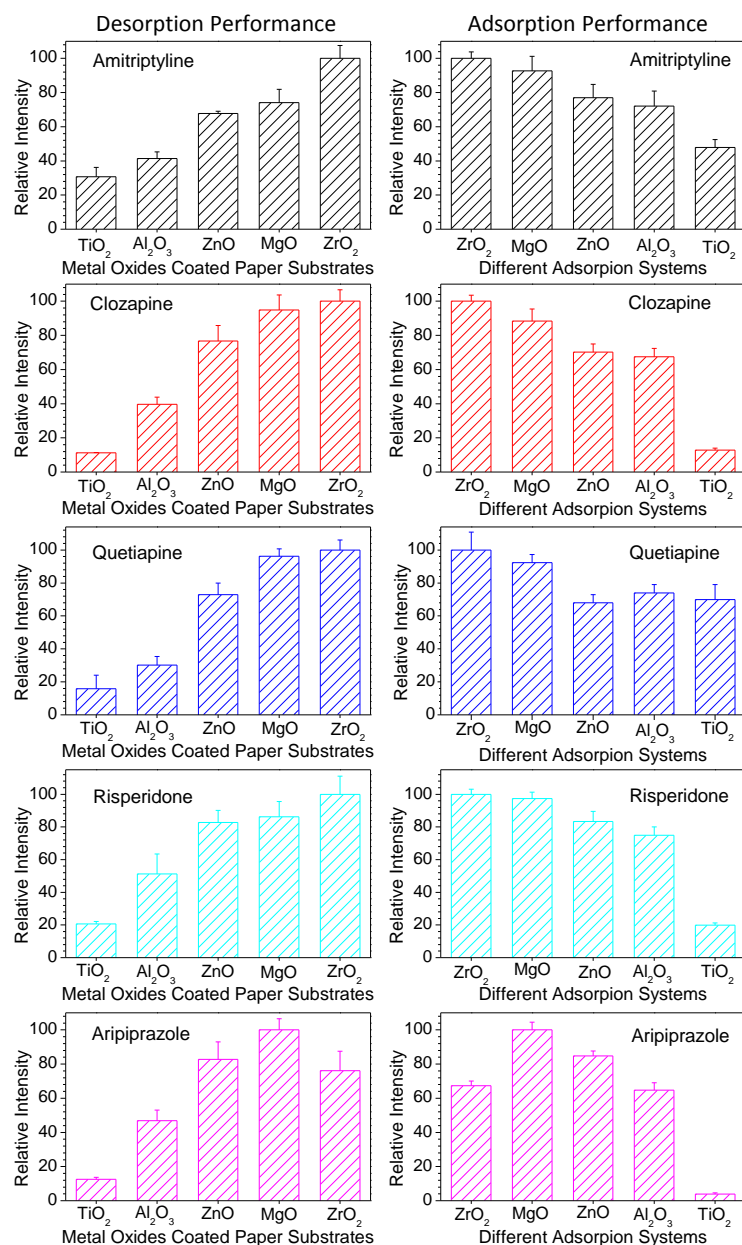 Desorption Performance
Adsorption Performance
Amitriptyline
Relative Intensity
100
80
60
40
20
0
TiO2 Al2O3 ZnO MgO ZrO2
Metal Oxides Coated Paper Substrates
Amitriptyline
Relative Intensity
100
80
60
40
20
0
ZrO2 MgO ZnO Al2O3 TiO2
Different Adsorpion Systems
Clozapine
Relative Intensity
100
80
60
40
20
0
TiO2 Al2O3 ZnO MgO ZrO2
Metal Oxides Coated Paper Substrates
Clozapine
Relative Intensity
100
80
60
40
20
0
ZrO2 MgO ZnO Al2O3 TiO2
Different Adsorpion Systems
Quetiapine
Relative Intensity
100
80
60
40
20
0
TiO2 Al2O3 ZnO MgO ZrO2
Metal Oxides Coated Paper Substrates
Quetiapine
Relative Intensity
100
80
60
40
20
0
ZrO2 MgO ZnO Al2O3 TiO2
Different Adsorpion Systems
Risperidone
Relative Intensity
100
80
60
40
20
0
TiO2 Al2O3 ZnO MgO ZrO2
Metal Oxides Coated Paper Substrates
Risperidone
Relative Intensity
100
80
60
40
20
0
ZrO2 MgO ZnO Al2O3 TiO2
Different Adsorpion Systems
Aripiprazole
Relative Intensity
100
80
60
40
20
0
TiO2 Al2O3 ZnO MgO ZrO2
Metal Oxides Coated Paper Substrates
Aripiprazole
Relative Intensity
100
80
60
40
20
0
ZrO2 MgO ZnO Al2O3 TiO2
Different Adsorpion Systems